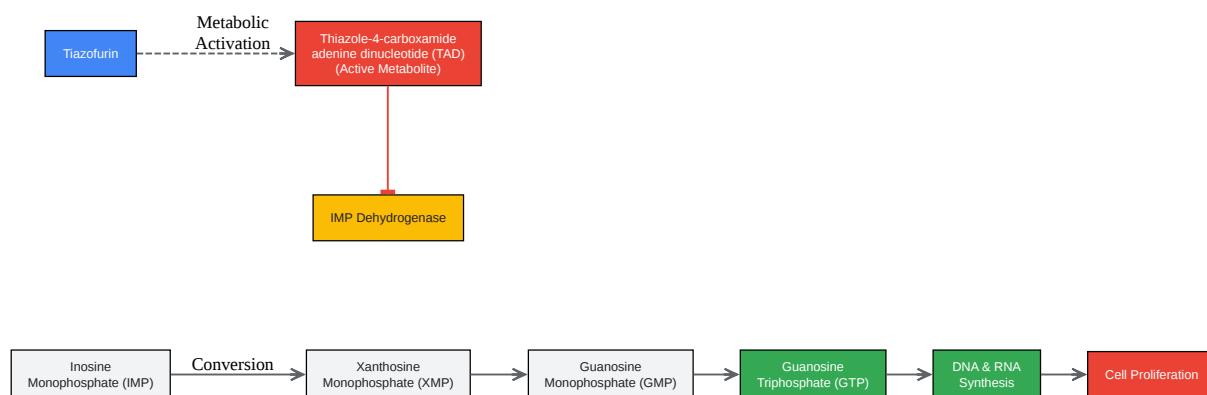 Metabolic
Activation
Tiazofurin
Thiazole-4-carboxamide
adenine dinucleotide (TAD)
(Active Metabolite)
IMP Dehydrogenase
Inosine
Monophosphate (IMP)
Conversion
Xanthosine
Monophosphate (XMP)
Guanosine
Monophosphate (GMP)
Guanosine
Triphosphate (GTP)
DNA & RNA
Synthesis
Cell Proliferation